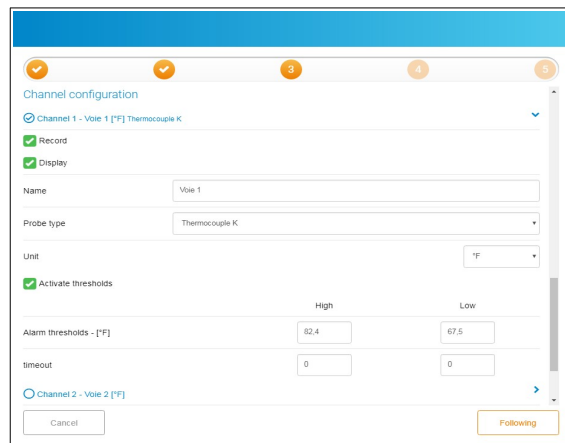 3 4 5
Channel configuration
Channel 1 - Voie 1 [°F] Thermocouple K
Record
Display
Name Voie 1
Probe type Thermocouple K
Unit °F
Activate thresholds
High Low
Alarm thresholds - [°F] 82,4 67,5
timeout 0 0
Channel 2 - Voie 2 [°F]
Cancel Following